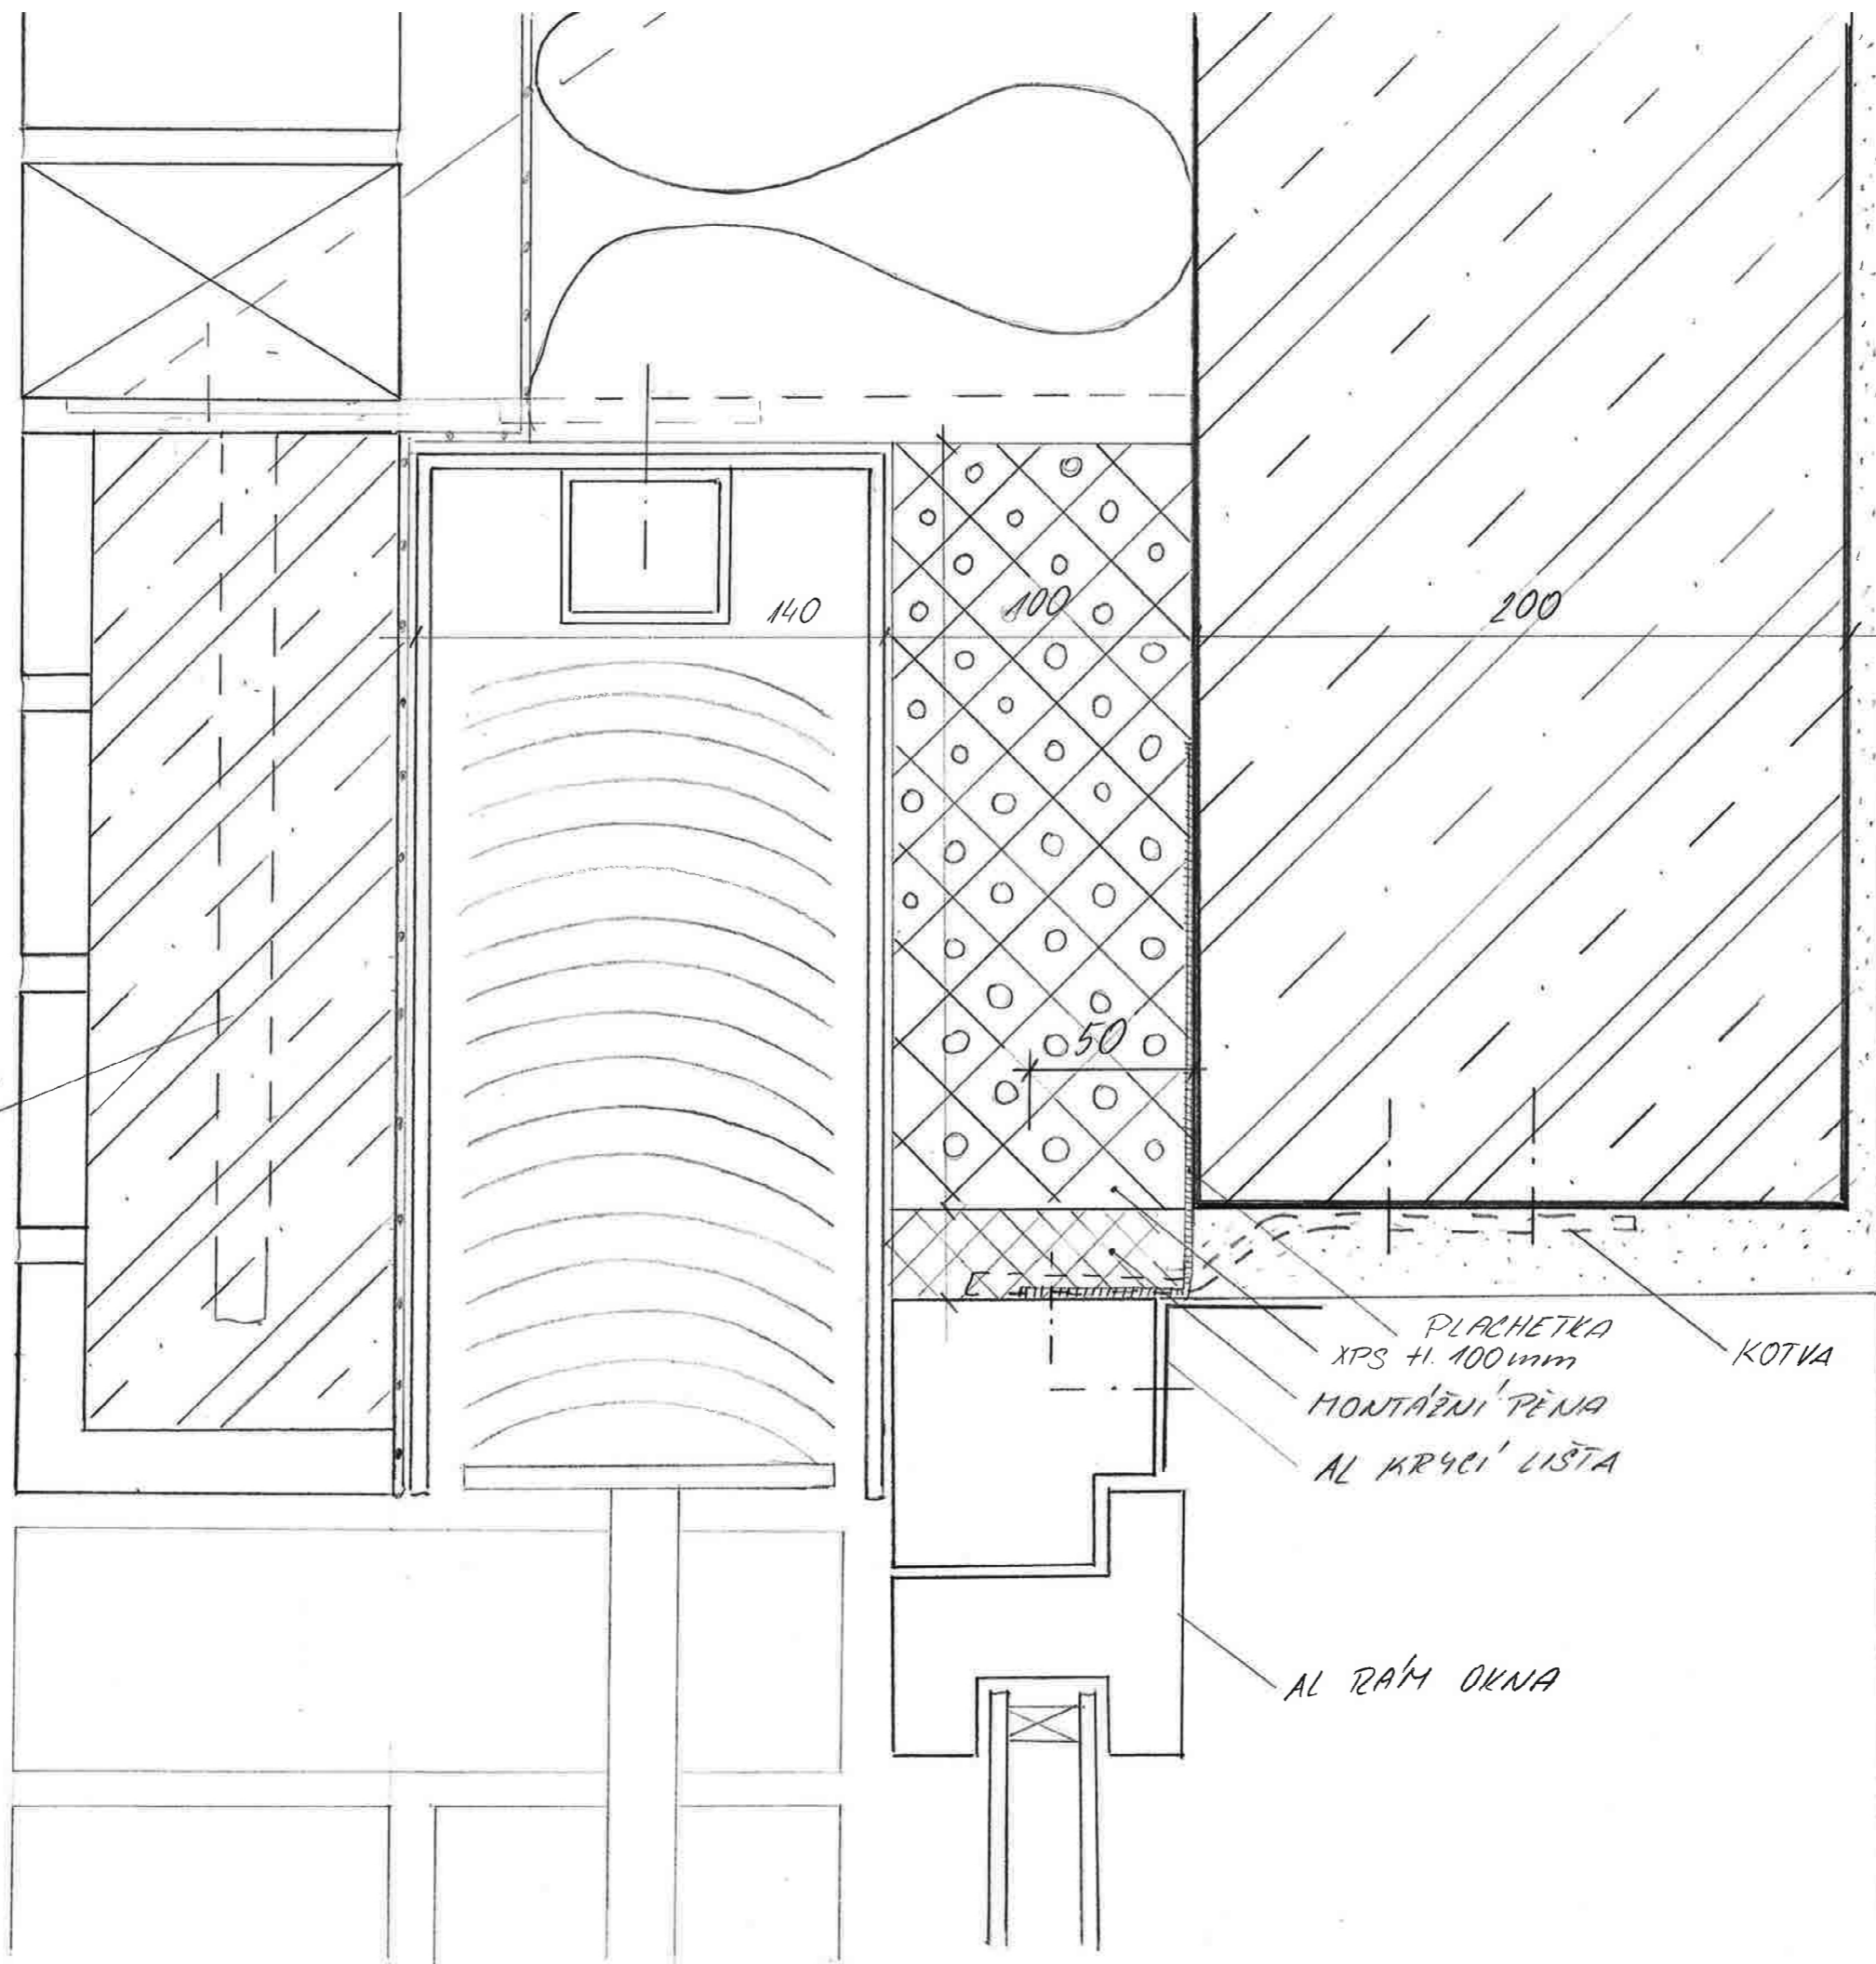 140
100
200
50
PLACHETKA
XPS tl. 100mm
KOTVA
MONTÁŽNÍ PĚNA
AL KRYCÍ LIŠTA
AL RÁM OKNA